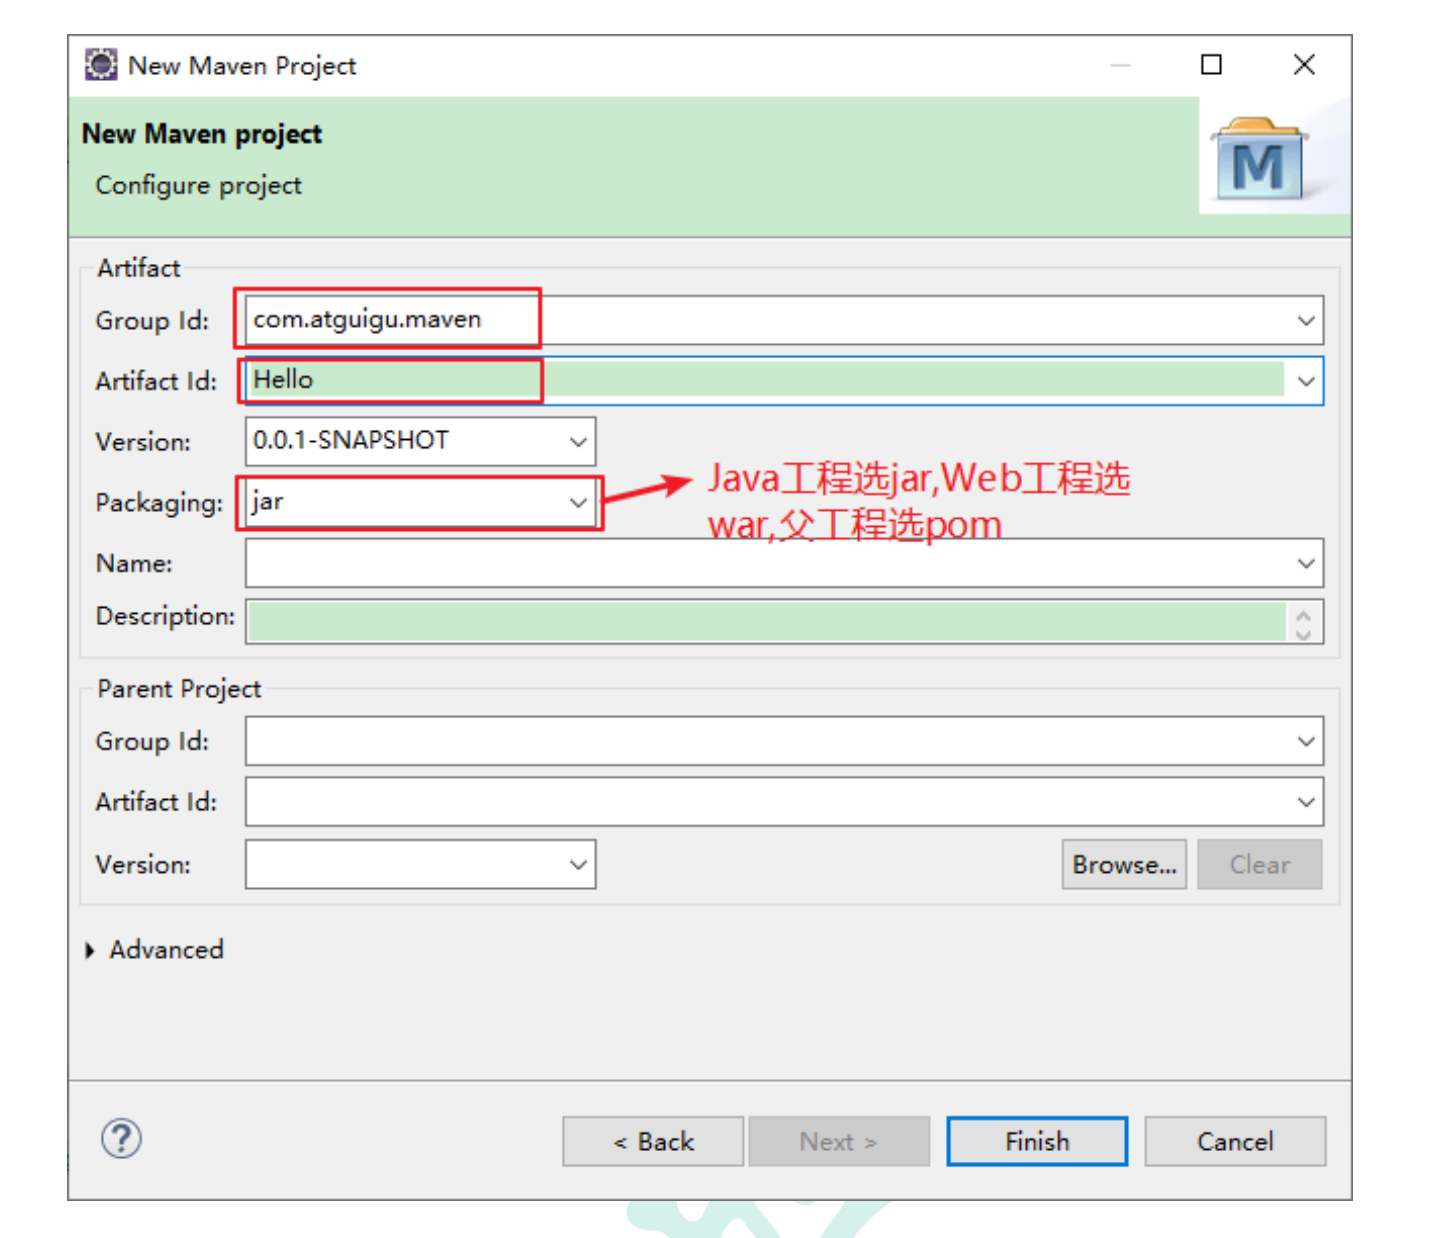 New Maven Project
New Maven project
Configure project
M
Artifact
Group Id: com.atguigu.maven
Artifact Id: Hello
Version: 0.0.1-SNAPSHOT
Packaging: jar
Java工程选jar,Web工程选
war,父工程选pom
Name:
Description:
Parent Project
Group Id:
Artifact Id:
Version:
Browse... Clear
Advanced
? < Back Next > Finish Cancel